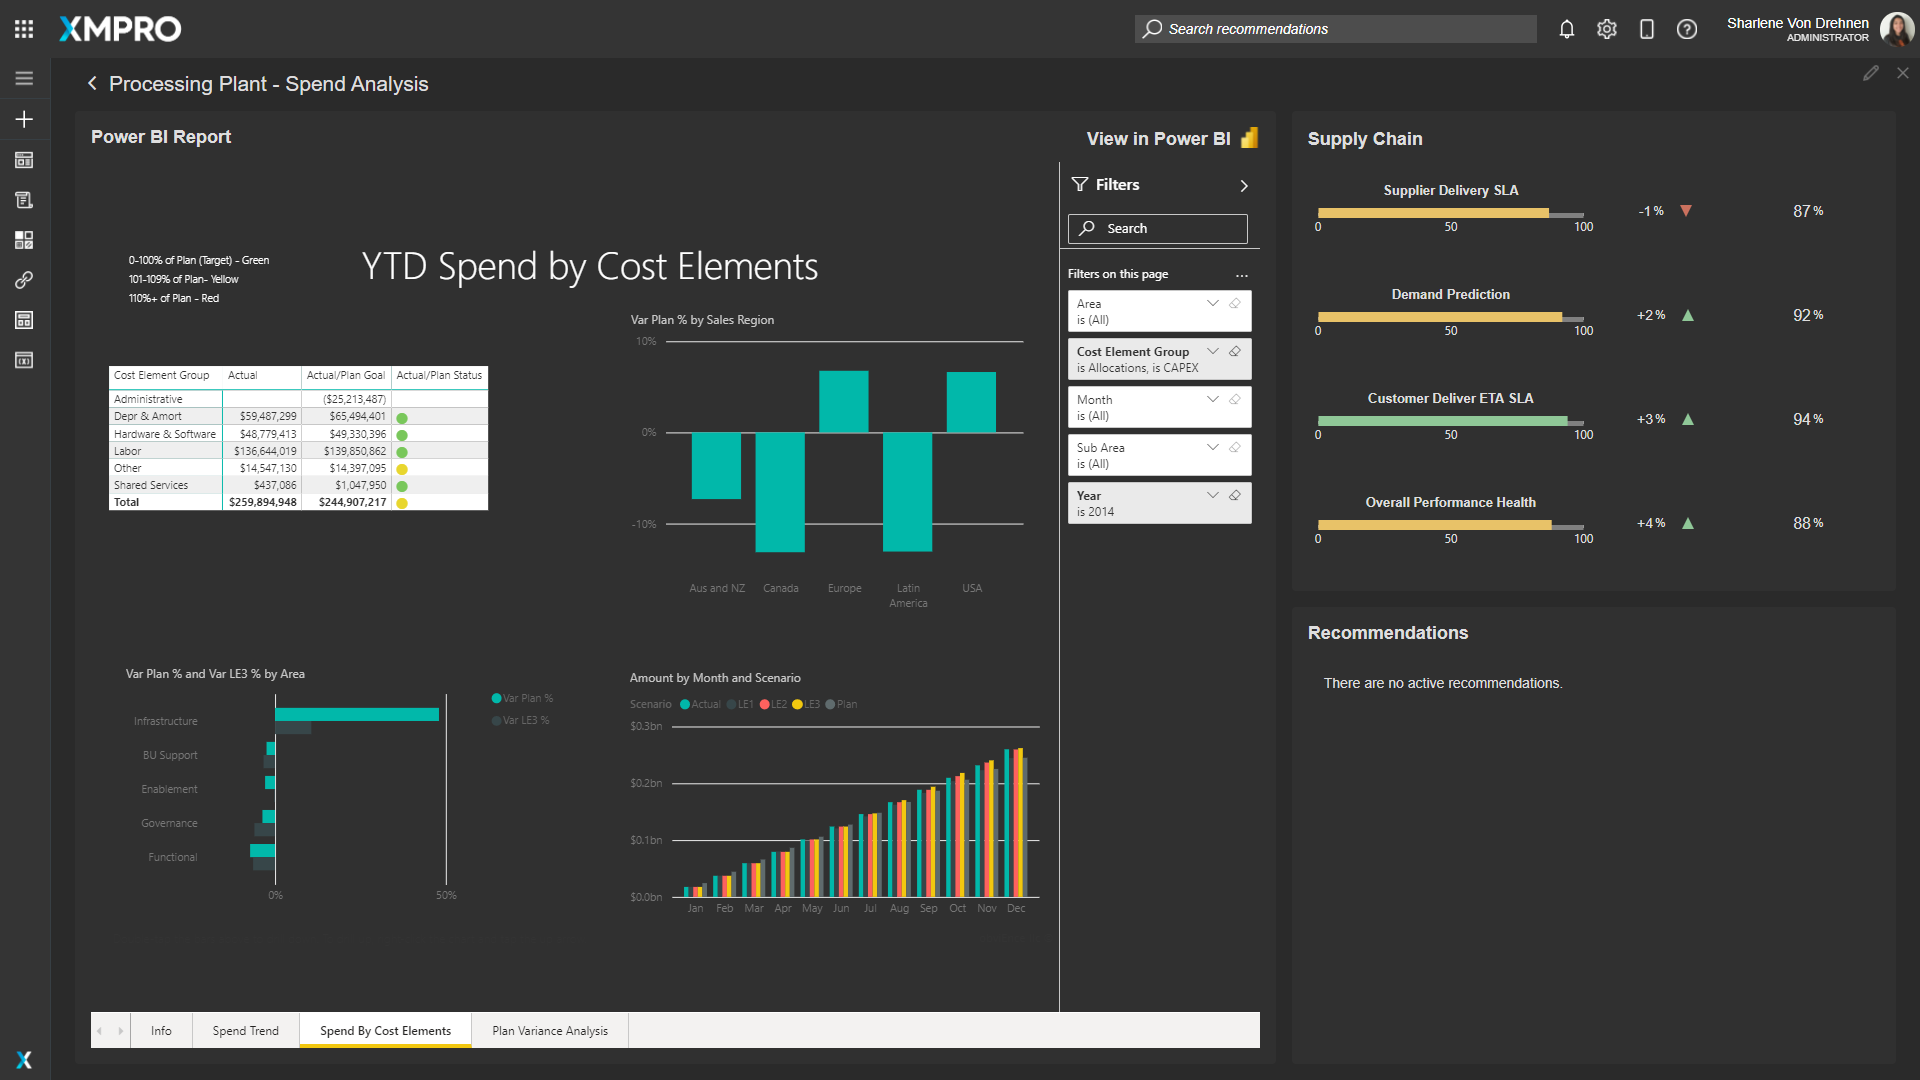 XMPRO
Search recommendations
Sharlene Von Drehnen
ADMINISTRATOR
Processing Plant - Spend Analysis
Power BI Report
View in Power BI
0-100% of Plan (Target) - Green
101-109% of Plan- Yellow
110%+ of Plan - Red
YTD Spend by Cost Elements
Cost Element Group Actual Actual/Plan Goal Actual/Plan Status
Administrative ($25,213,487)
Depr & Amort $59,487,299 $65,494,401
Hardware & Software $48,779,413 $49,330,396
Labor $136,644,019 $139,850,862
Other $14,547,130 $14,397,095
Shared Services $437,086 $1,047,950
Total $259,894,948 $244,907,217
Var Plan % by Sales Region
10%
0%
-10%
Aus and NZ Canada Europe Latin America USA
Var Plan % and Var LE3 % by Area
Var Plan %
Var LE3 %
Infrastructure
BU Support
Enablement
Governance
Functional
0% 50%
Amount by Month and Scenario
Scenario Actual LE1 LE2 LE3 Plan
$0.3bn
$0.2bn
$0.1bn
$0.0bn
Jan Feb Mar Apr May Jun Jul Aug Sep Oct Nov Dec
Filters
Search
Filters on this page ...
Area
is (All)
Cost Element Group
is Allocations, is CAPEX
Month
is (All)
Sub Area
is (All)
Year
is 2014
Info Spend Trend Spend By Cost Elements Plan Variance Analysis
Supply Chain
Supplier Delivery SLA
0 50 100
-1 % 87 %
Demand Prediction
0 50 100
+2 % 92 %
Customer Deliver ETA SLA
0 50 100
+3 % 94 %
Overall Performance Health
0 50 100
+4 % 88 %
Recommendations
There are no active recommendations.